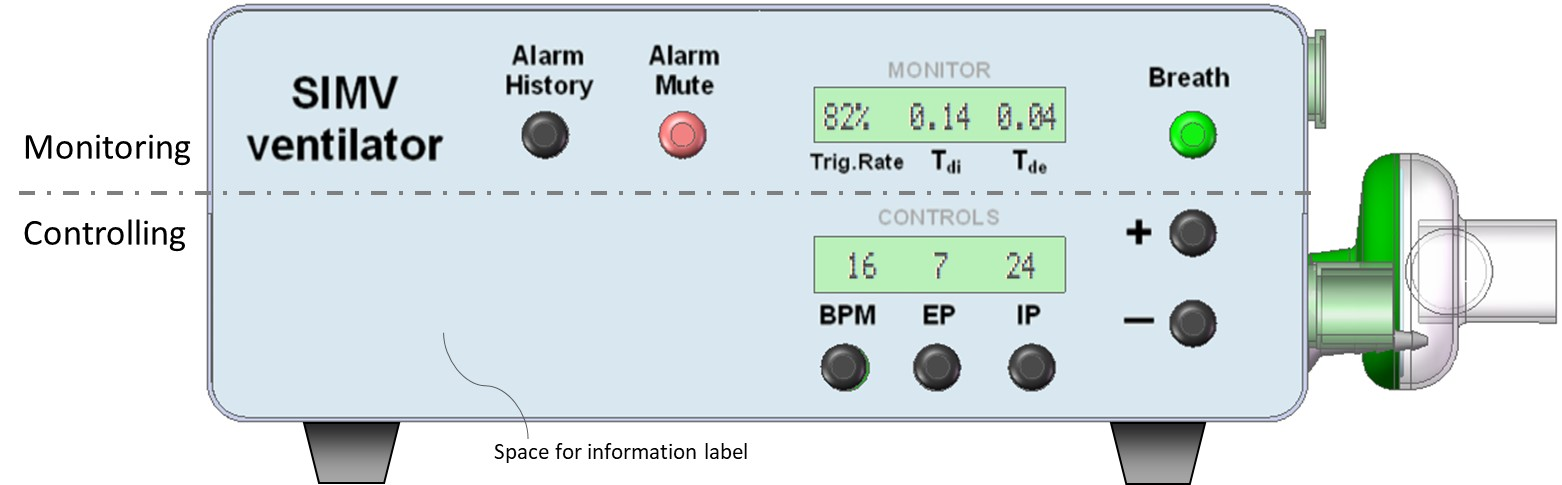 Alarm History
Alarm Mute
MONITOR
Breath
SIMV
ventilator
82% 0.14 0.04
Trig.Rate Tdi Tde
Monitoring
Controlling
CONTROLS
+
16 7 24
BPM EP IP
−
Space for information label